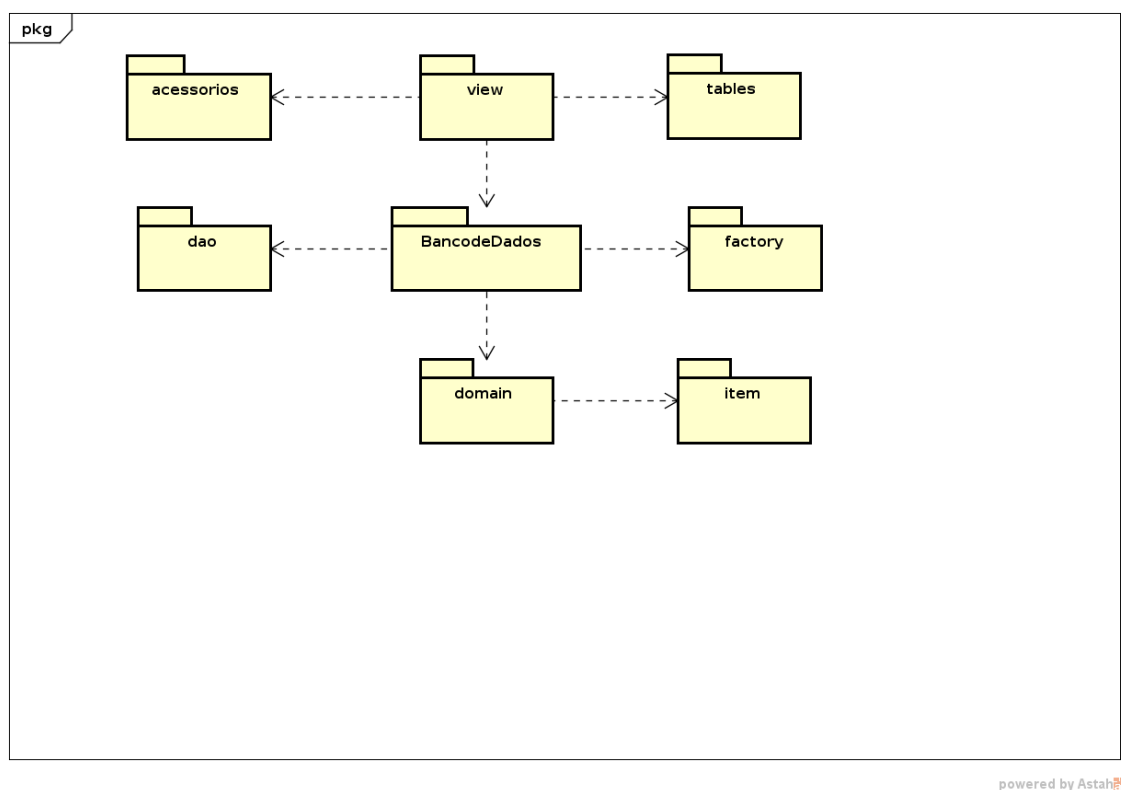 pkg
acessorios
view
tables
dao
BancodeDados
factory
domain
item
powered by Astah